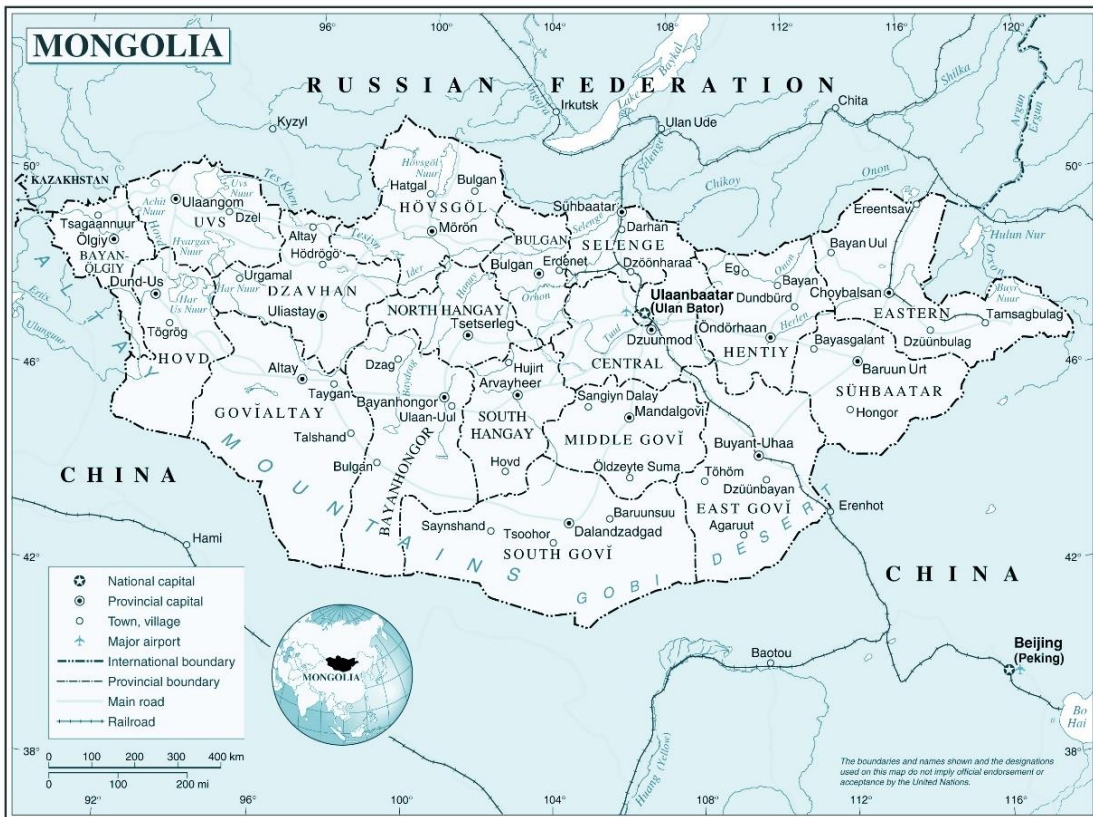 96°
100°
104°
108°
112°
116°
120°
MONGOLIA
RUSSIAN FEDERATION
Angara
Irkutsk
Lake Baykal
Shilka
Chita
Argun
Ergun
Kyzyl
Ulan Ude
Selenge
50°
50°
KAZAKHSTAN
Uvs
Nuur
Tes Khem
Hövsgöl
Nuur
Hatgal
Bulgan
Chikoy
Onon
Achit
Nuur
Ulaangom
UVS
Dzel
HÖVSGÖL
Sühbaatar
Ereentsav
Tsagaannuur
Ölgiy
BAYAN-
ÖLGIY
Hovd
Hyargas
Nuur
Altay
Tesiyn
Mörön
BULGAN
Selenge
Darhan
SELENGE
Hulun Nur
Hödrögö
Bulgan
Erdenet
Dzöönharaa
Eg
Onon
Bayan Uul
Dund-Us
Urgamal
Har Nuur
Ider
Bayan
Buyr
Nuur
Har
Us Nuur
DZAVHAN
Orhon
Ulaanbaatar
(Ulan Bator)
Dundbürd
Choybalsan
EASTERN
Tamsagbulag
Ertis
Ulungur
Uliastay
NORTH HANGAY
Tsetserleg
Tuul
Dzuunmod
Öndörhaan
Herlen
Dzüünbulag
Tögrög
HOVD
46°
CENTRAL
HENTIY
Bayasgalant
46°
Altay
Dzag
Baydrag
Hujirt
Baruun Urt
Taygan
Arvayheer
SÜHBAATAR
GOVĬALTAY
Bayanhongor
Ulaan-Uul
SOUTH
HANGAY
Sangiyn Dalay
Mandalgovĭ
Hongor
Talshand
MIDDLE GOVĬ
Buyant-Uhaa
ALTAY MOUNTAINS
CHINA
Bulgan
BAYANHONGOR
Hovd
Öldzeyte Suma
Töhöm
Dzüünbayan
EAST GOVĬ
Erenhot
Saynshand
Baruunsuu
Tsoohor
Dalandzadgad
Agaruut
Hami
SOUTH GOVĬ
GOBI DESERT
42°
42°
CHINA
National capital
Provincial capital
Town, village
Major airport
International boundary
Provincial boundary
Main road
Railroad
MONGOLIA
Baotou
Beijing
(Peking)
Bo
Hai
Huang (Yellow)
38°
38°
0 100 200 300 400 km
0 100 200 mi
The boundaries and names shown and the designations
used on this map do not imply official endorsement or
acceptance by the United Nations.
92°
96°
100°
104°
108°
112°
116°